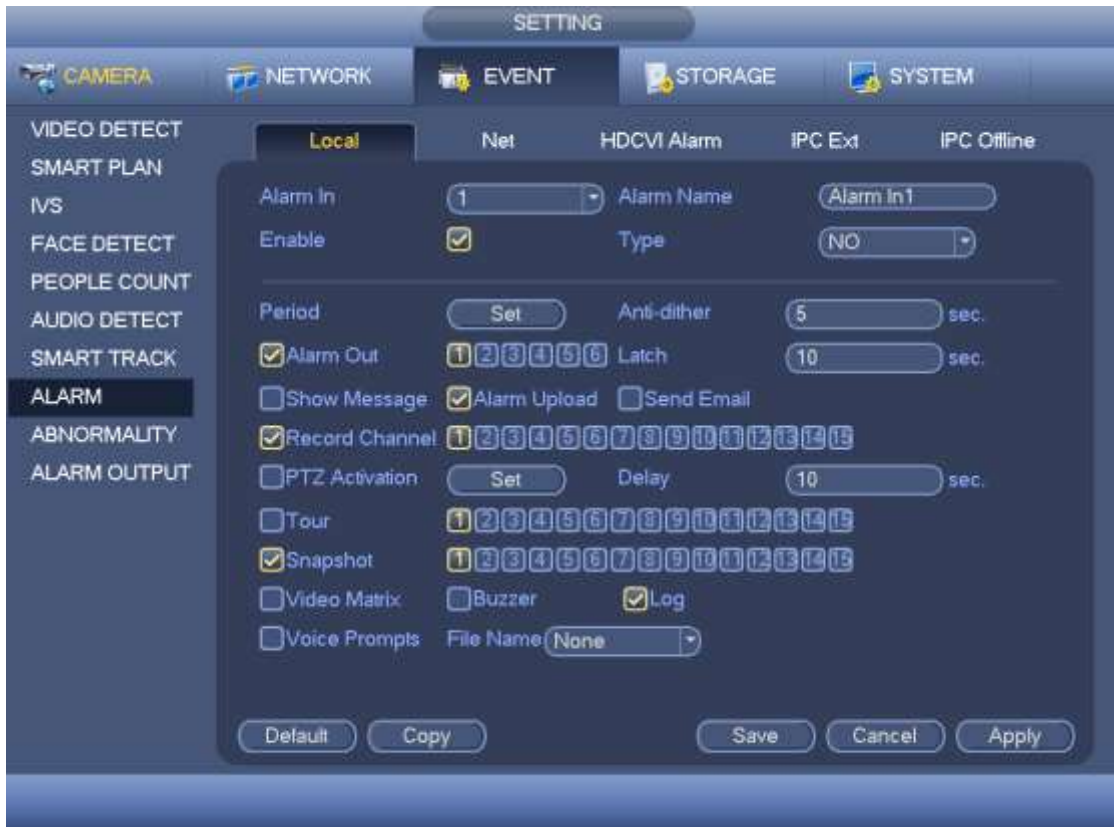 SETTING
CAMERA NETWORK EVENT STORAGE SYSTEM
VIDEO DETECT
SMART PLAN
IVS
FACE DETECT
PEOPLE COUNT
AUDIO DETECT
SMART TRACK
ALARM
ABNORMALITY
ALARM OUTPUT
Local Net HDCVI Alarm IPC Ext IPC Offline
Alarm In 1 Alarm Name Alarm In1
Enable Type NO
Period Set Anti-dither 5 sec.
Alarm Out 1 2 3 4 5 6 Latch 10 sec.
Show Message Alarm Upload Send Email
Record Channel 1 2 3 4 5 6 7 8 9 10 11 12 13 14 15
PTZ Activation Set Delay 10 sec.
Tour 1 2 3 4 5 6 7 8 9 10 11 12 13 14 15
Snapshot 1 2 3 4 5 6 7 8 9 10 11 12 13 14 15
Video Matrix Buzzer Log
Voice Prompts File Name None
Default Copy Save Cancel Apply